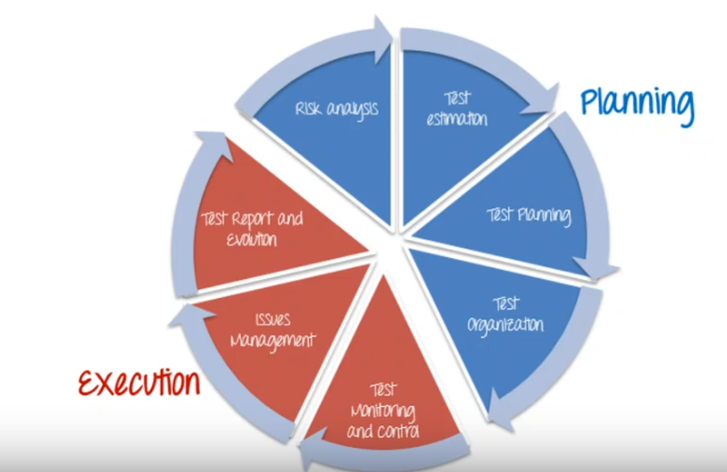 Risk analysis
Test
estimation
Planning
Test Planning
Test
Organization
Test
Monitoring
and Control
Issues
Management
Execution
Test Report and
Evolution